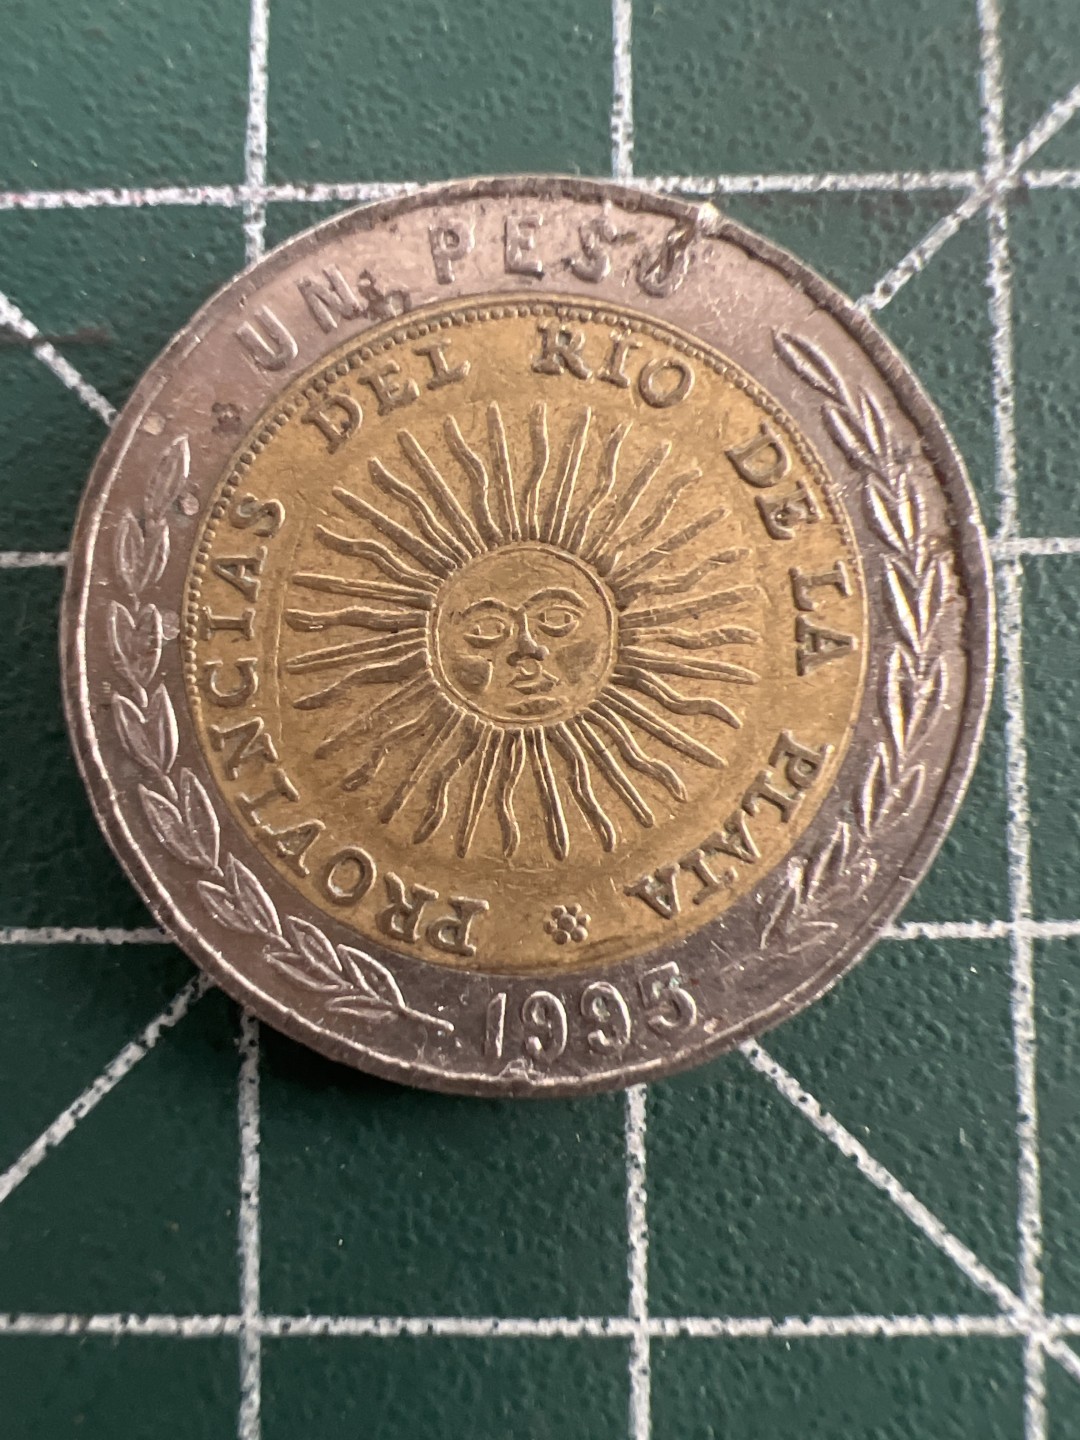 UN PESO
PROVINCIAS DEL RIO DE LA PLATA
1995